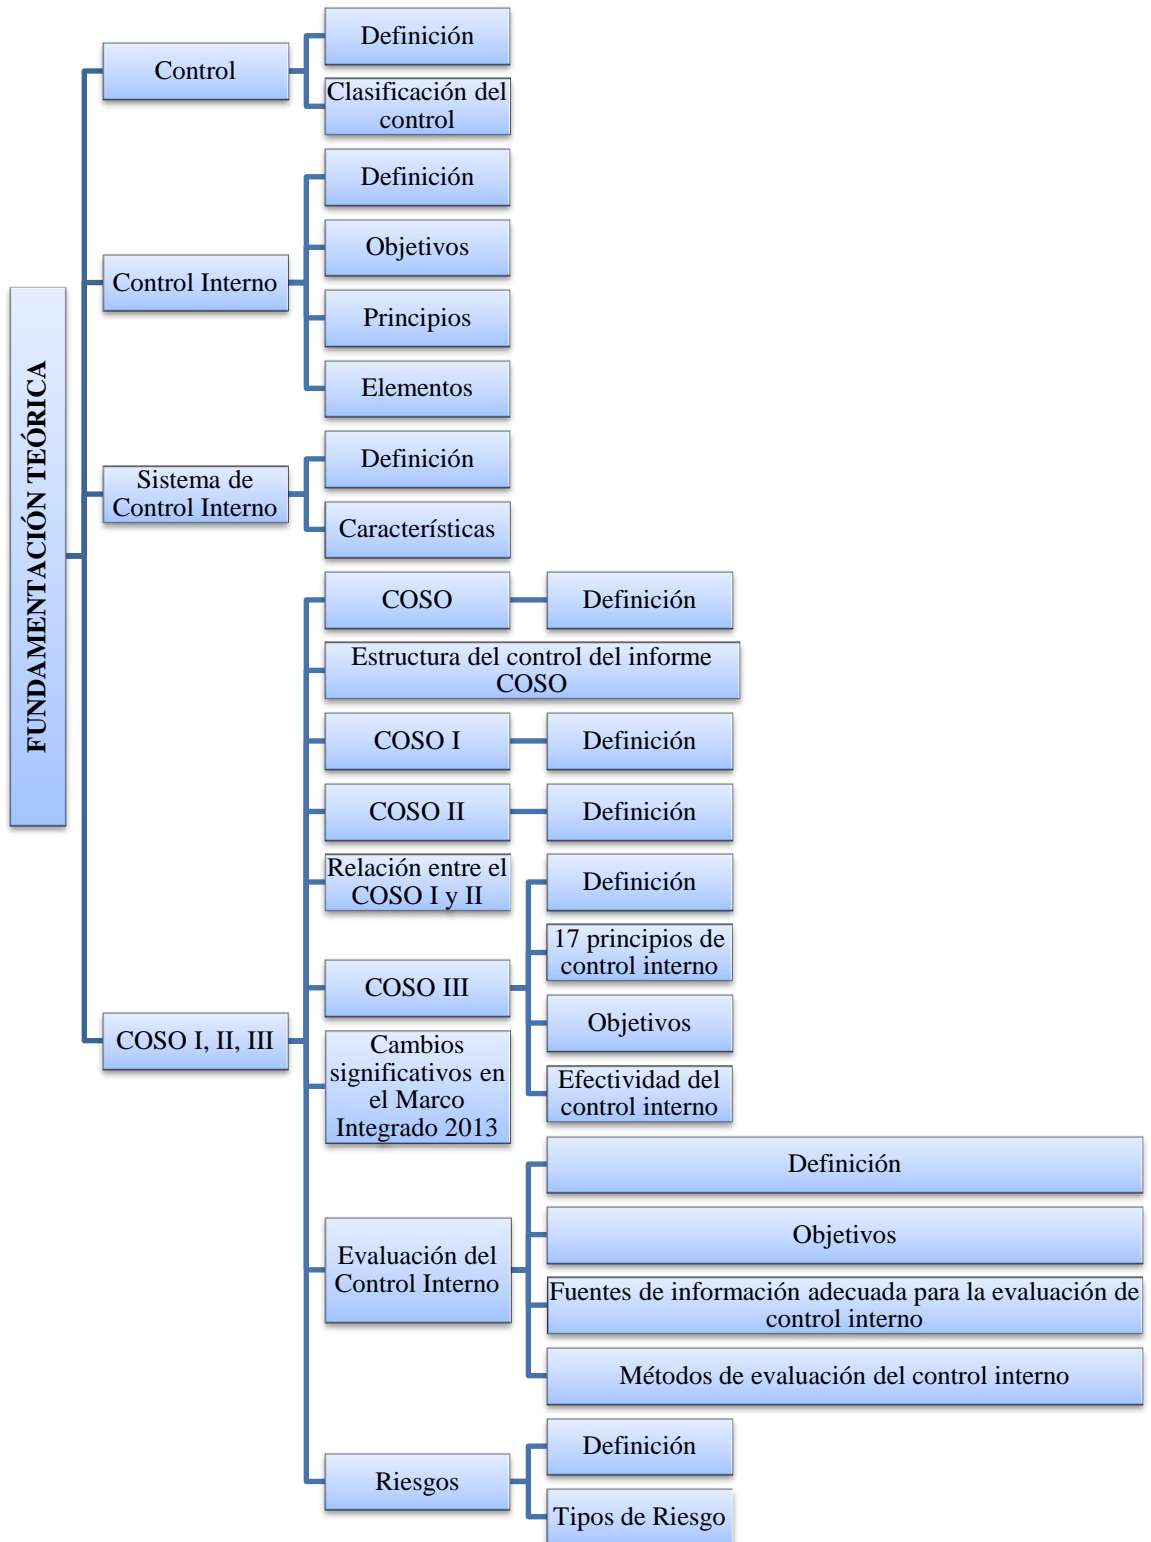 FUNDAMENTACIÓN TEÓRICA
Control
Definición
Clasificación del
control
Control Interno
Definición
Objetivos
Principios
Elementos
Sistema de
Control Interno
Definición
Característícas
COSO I, II, III
COSO
Definición
Estructura del control del informe
COSO
COSO I
Definición
COSO II
Definición
Relación entre el
COSO I y II
COSO III
Definición
17 principios de
control interno
Objetivos
Efectividad del
control interno
Cambios
significativos en
el Marco
Integrado 2013
Evaluación del
Control Interno
Definición
Objetivos
Fuentes de información adecuada para la evaluación de
control interno
Métodos de evaluación del control interno
Riesgos
Definición
Tipos de Riesgo